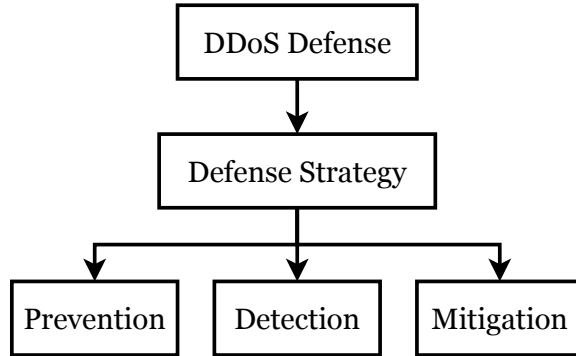 DDoS Defense
Defense Strategy
Prevention
Detection
Mitigation